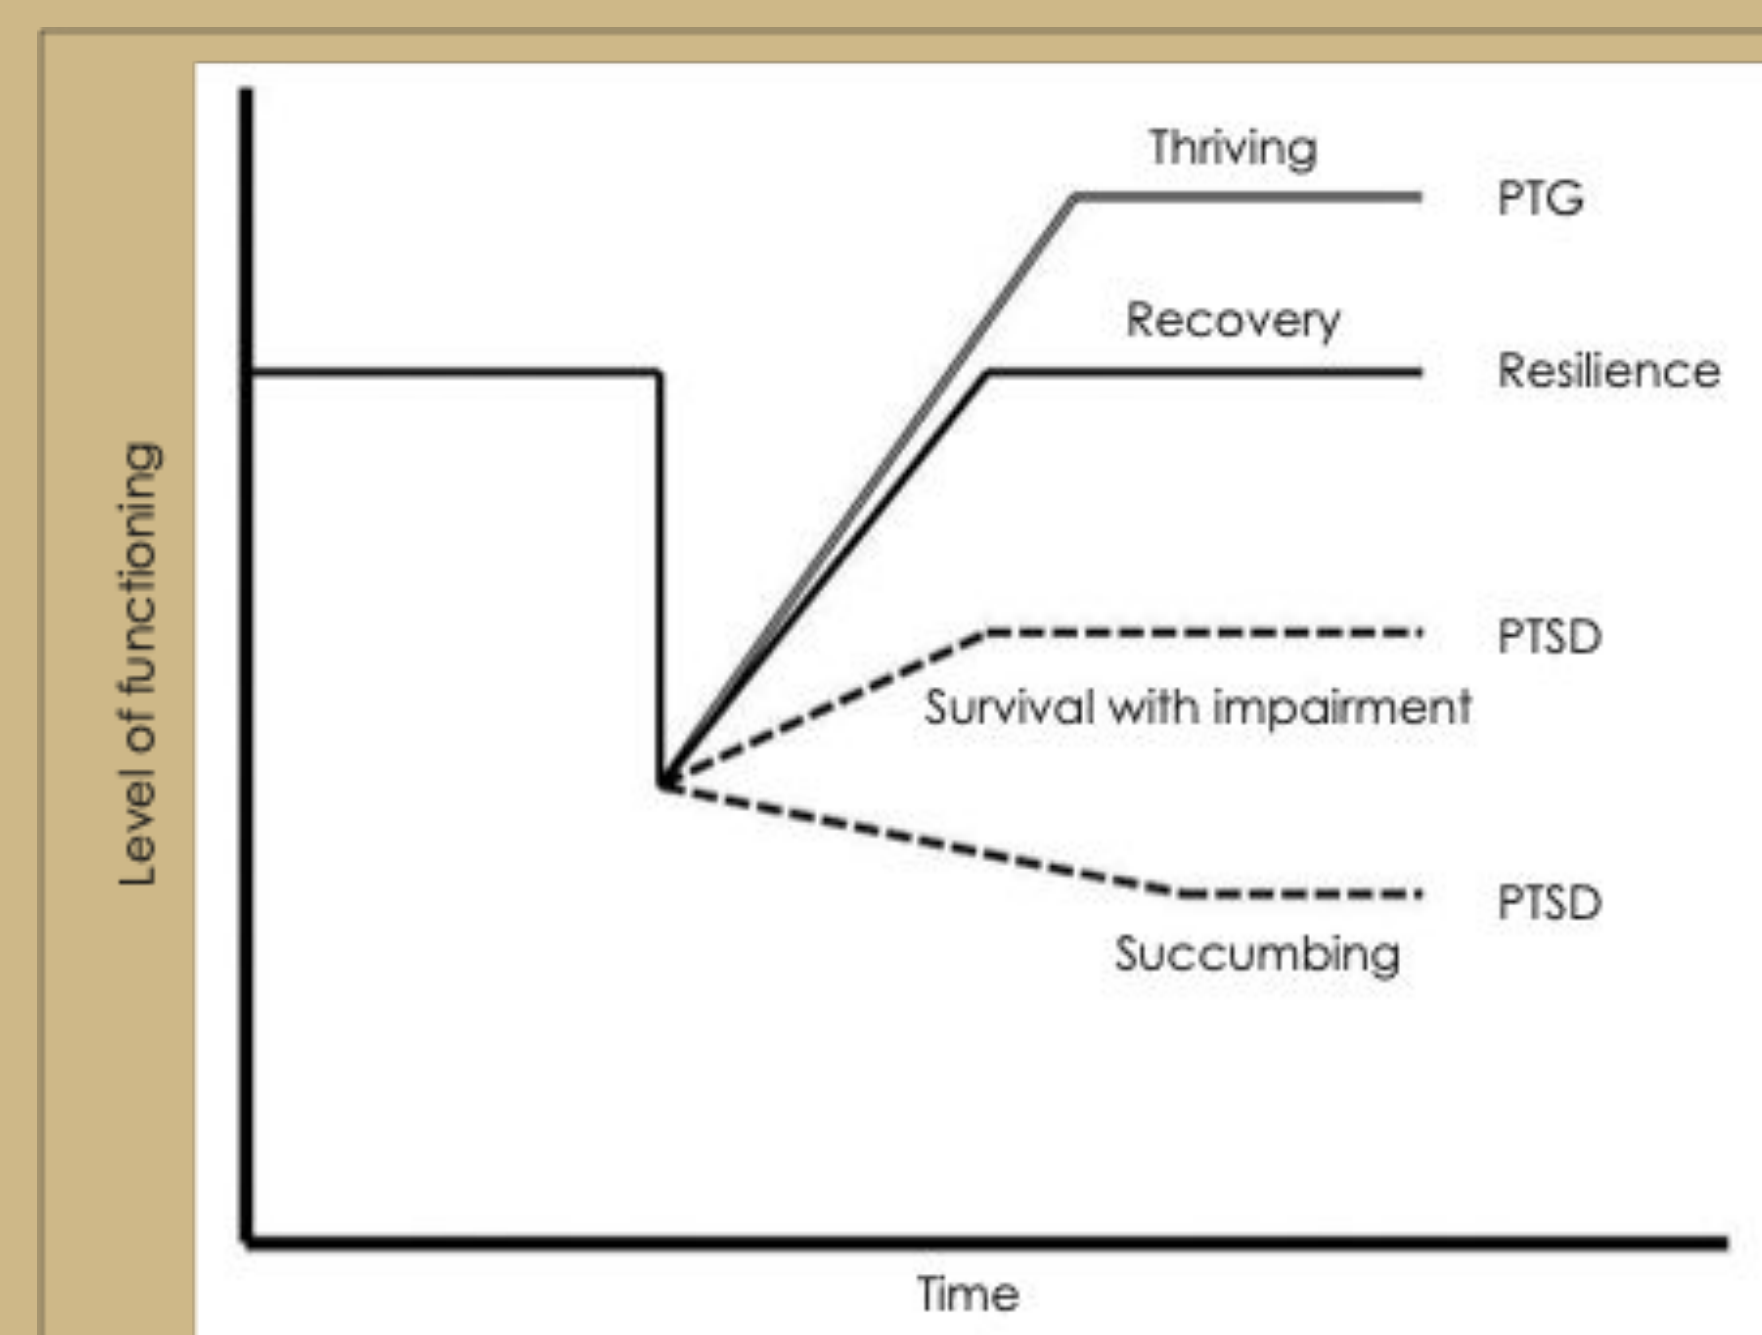 Thriving
PTG
Recovery
Resilience
Level of functioning
PTSD
Survival with impairment
PTSD
Succumbing
Time